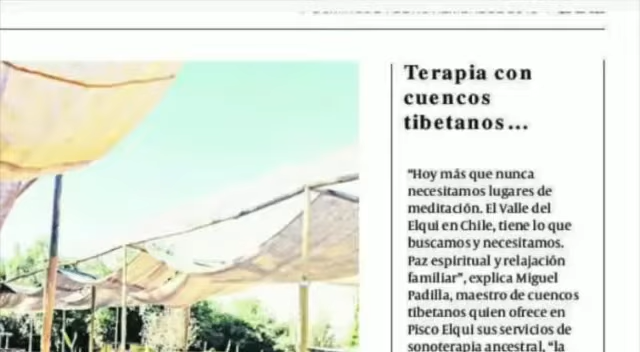 Terapia con
cuencos
tibetanos...
"Hoy más que nunca
necesitamos lugares de
meditación. El Valle del
Elqui en Chile, tiene lo que
buscamos y necesitamos.
Paz espiritual y relajación
familiar", explica Miguel
Padilla, maestro de cuencos
tibetanos quien ofrece en
Pisco Elqui sus servicios de
sonoterapia ancestral, "la